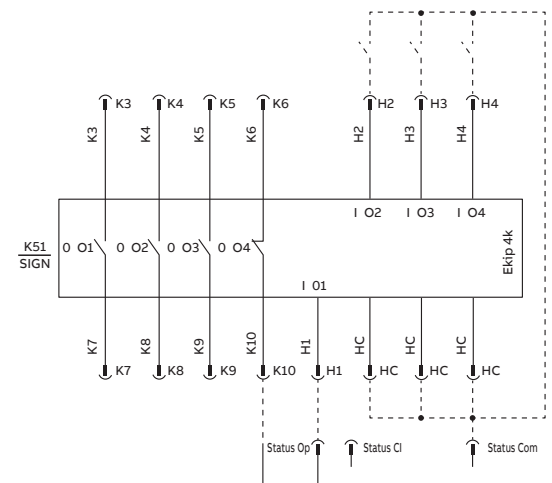 K3 K4 K5 K6 H2 H3 H4
K3 K4 K5 K6 H2 H3 H4
I O2 I O3 I O4
K51
SIGN
0 O1 0 O2 0 O3 0 O4
Ekip 4k
I 01
K7 K8 K9 K10 H1 HC HC HC
K7 K8 K9 K10 H1 HC HC HC
Status Op Status Cl Status Com